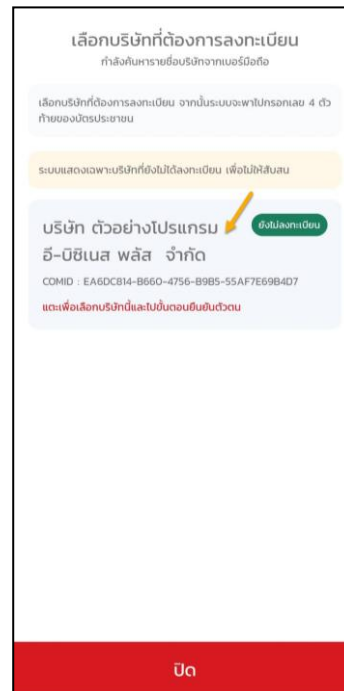 เลือกบริษัทที่ต้องการลงทะเบียน
กำลังค้นหารายชื่อบริษัทจากเบอร์มือถือ
เลือกบริษัทที่ต้องการลงทะเบียน จากนั้นระบบจะพาไปกรอกเลข 4 ตัว
ท้ายของบัตรประชาชน
ระบบแสดงเฉพาะบริษัทที่ยังไม่ได้ลงทะเบียน เพื่อไม่ให้สับสน
บริษัท ตัวอย่างโปรแกรม
ยังไม่ลงทะเบียน
อี-บิซิเนส พลัส จำกัด
COMID : EA6DC814-B660-4756-B9B5-55AF7E69B4D7
แตะเพื่อเลือกบริษัทนี้และไปขั้นตอนยืนยันตัวตน
ปิด